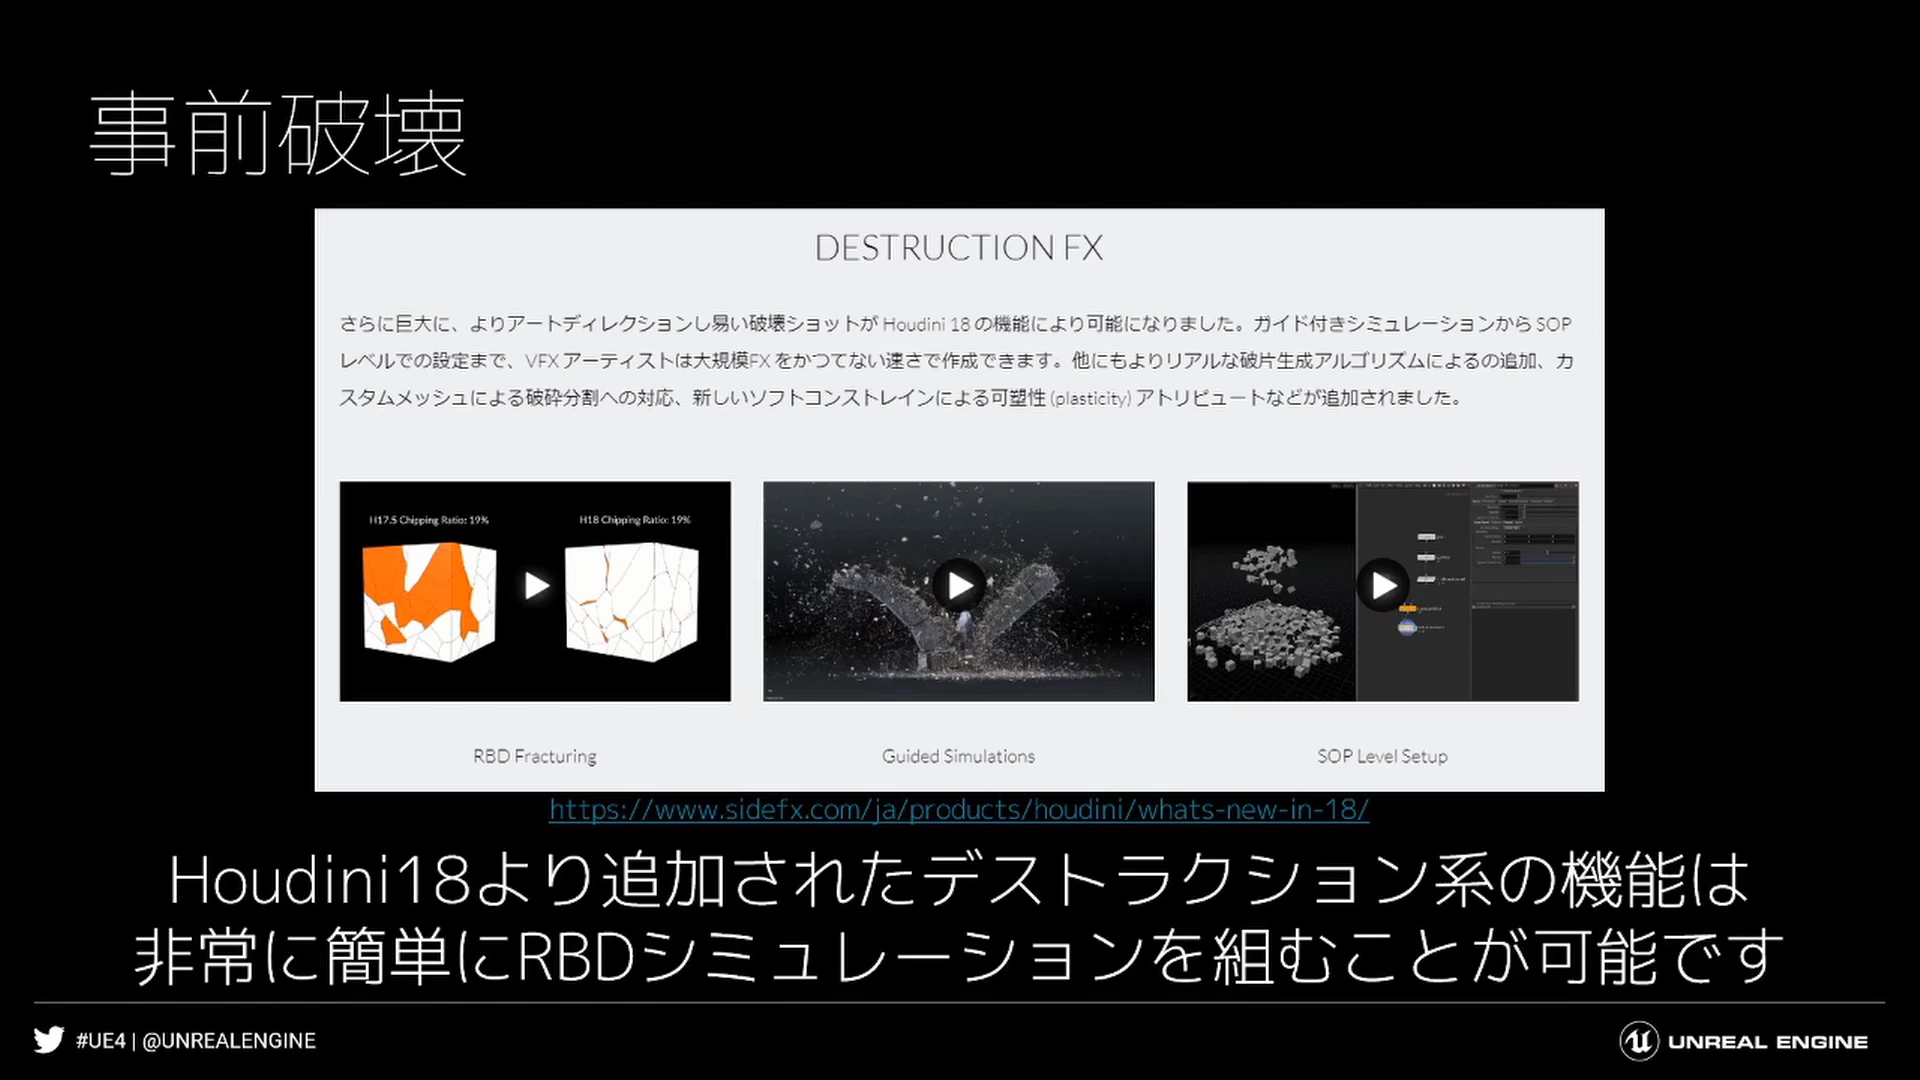 事前破壊
DESTRUCTION FX
さらに巨大に、よりアートディレクションし易い破壊ショットが Houdini 18 の機能により可能になりました。ガイド付きシミュレーションから SOP
レベルでの設定まで、VFX アーティストは大規模FX をかつてない速さで作成できます。他にもよりリアルな破片生成アルゴリズムによるの追加、カ
スタムメッシュによる破砕分割への対応、新しいソフトコンストレインによる可塑性 (plasticity) アトリビュートなどが追加されました。
H17.5 Chipping Ratio: 19%
H18 Chipping Ratio: 19%
RBD Fracturing
Guided Simulations
SOP Level Setup
https://www.sidefx.com/ja/products/houdini/whats-new-in-18/
Houdini18より追加されたデストラクション系の機能は
非常に簡単にRBDシミュレーションを組むことが可能です
#UE4 | @UNREALENGINE
UNREAL ENGINE